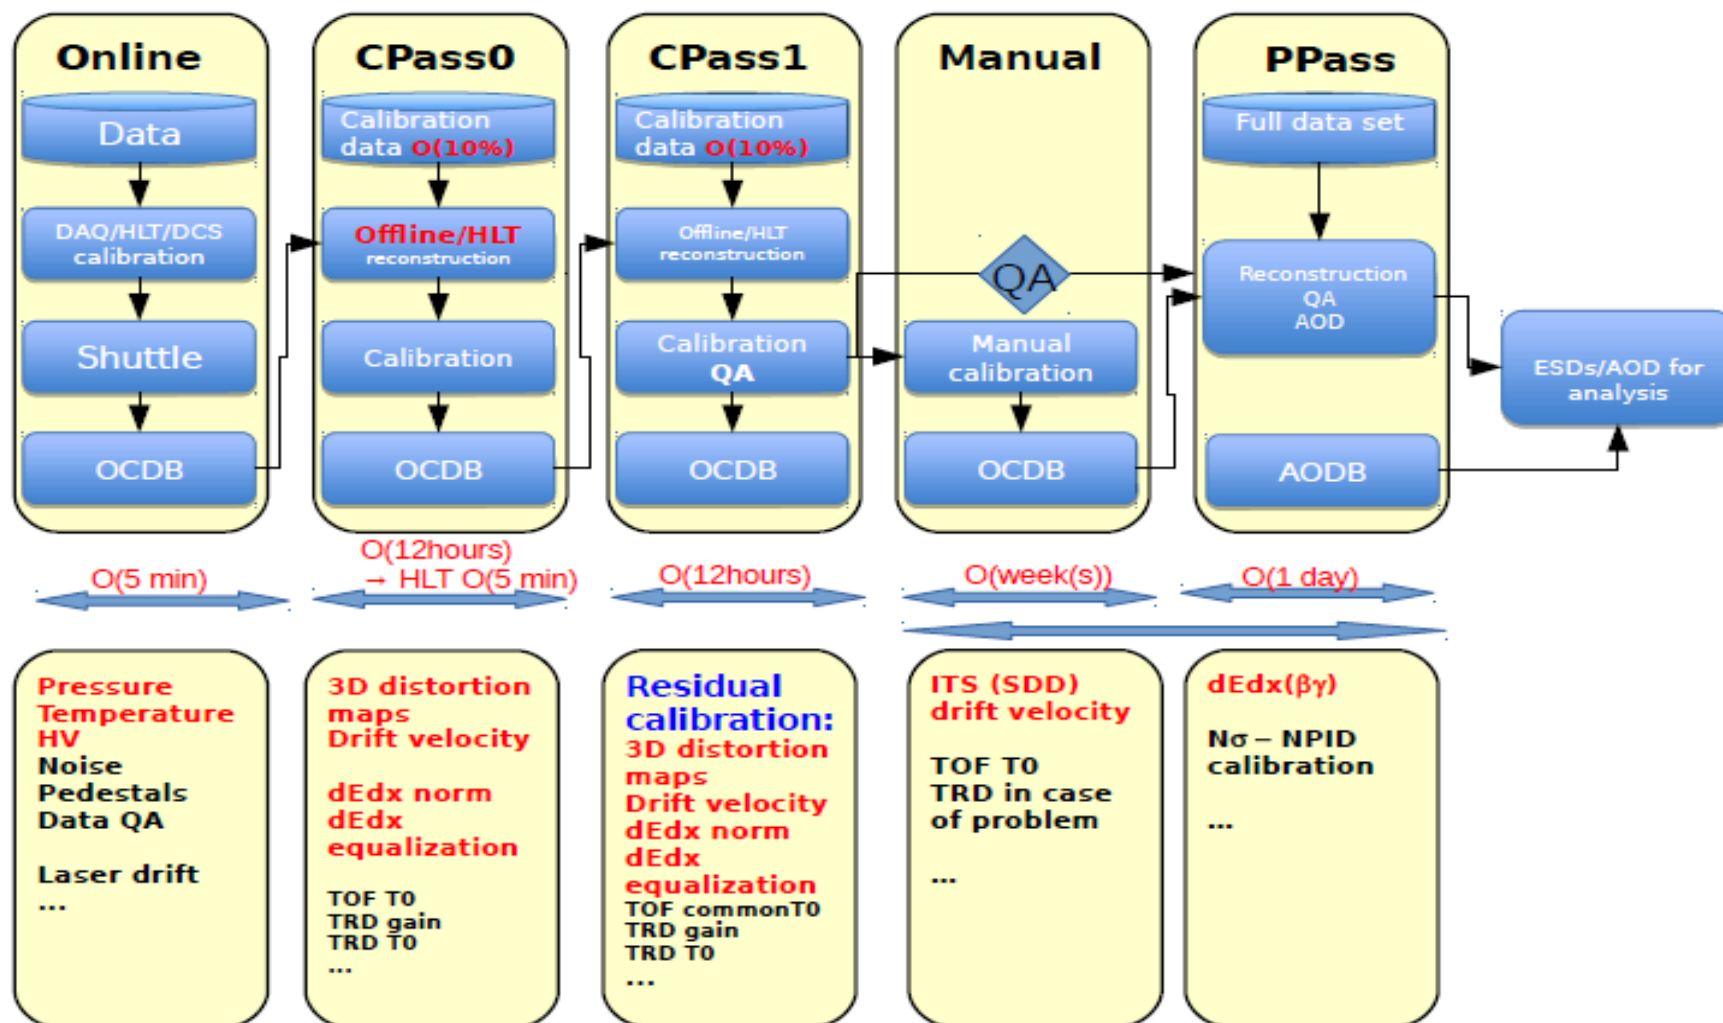 Online
Data
DAQ/HLT/DCS
calibration
Shuttle
OCDB
CPass0
Calibration
data O(10%)
Offline/HLT
reconstruction
Calibration
OCDB
CPass1
Calibration
data O(10%)
Offline/HLT
reconstruction
Calibration
QA
OCDB
Manual
QA
Manual
calibration
OCDB
PPass
Full data set
Reconstruction
QA
AOD
AODB
ESDs/AOD for
analysis
O(5 min)
O(12hours)
→ HLT O(5 min)
O(12hours)
O(week(s))
O(1 day)
Pressure
Temperature
HV
Noise
Pedestals
Data QA
Laser drift
...
3D distortion
maps
Drift velocity
dEdx norm
dEdx
equalization
TOF T0
TRD gain
TRD T0
...
Residual
calibration:
3D distortion
maps
Drift velocity
dEdx norm
dEdx
equalization
TOF commonT0
TRD gain
TRD T0
...
ITS (SDD)
drift velocity
TOF T0
TRD in case
of problem
...
dEdx(βγ)
Nσ – NPID
calibration
...